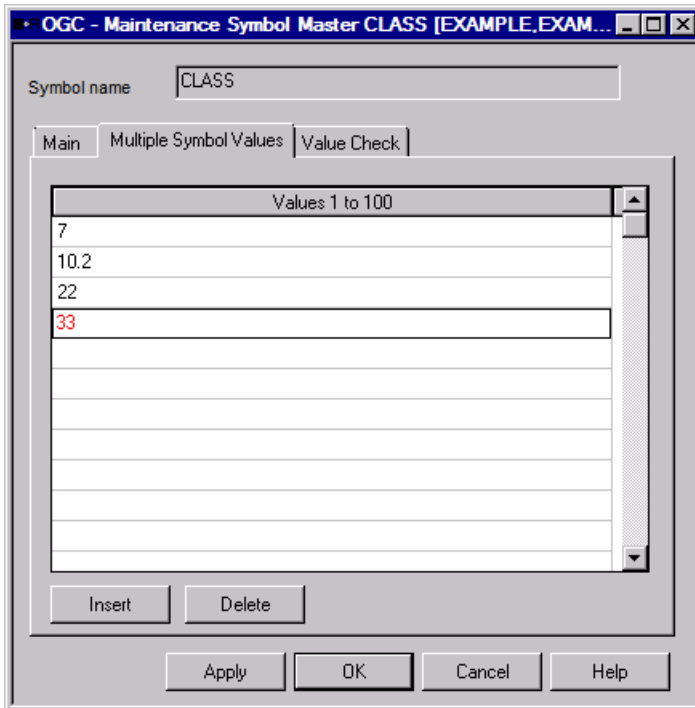 OGC - Maintenance Symbol Master CLASS [EXAMPLE,EXAM...
Symbol name CLASS
Main Multiple Symbol Values Value Check
Values 1 to 100
7
10.2
22
33
Insert Delete
Apply OK Cancel Help